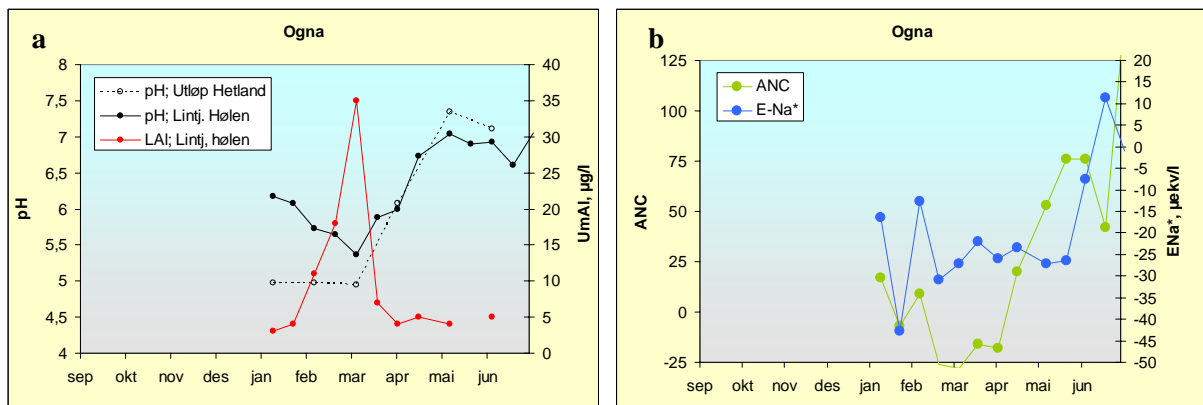 a
Ogna
8
7,5
7
6,5
6
5,5
5
4,5
4
pH
pH; Utløp Hetland
pH; Lintj. Hølen
LAl; Lintj, hølen
40
35
30
25
20
15
10
5
0
UmAl, µg/l
sep okt nov des jan feb mar apr mai jun
b
Ogna
125
100
75
50
25
0
-25
ANC
ANC
E-Na*
20
15
10
5
0
-5
-10
-15
-20
-25
-30
-35
-40
-45
-50
ENa*, µekv/l
sep okt nov des jan feb mar apr mai jun